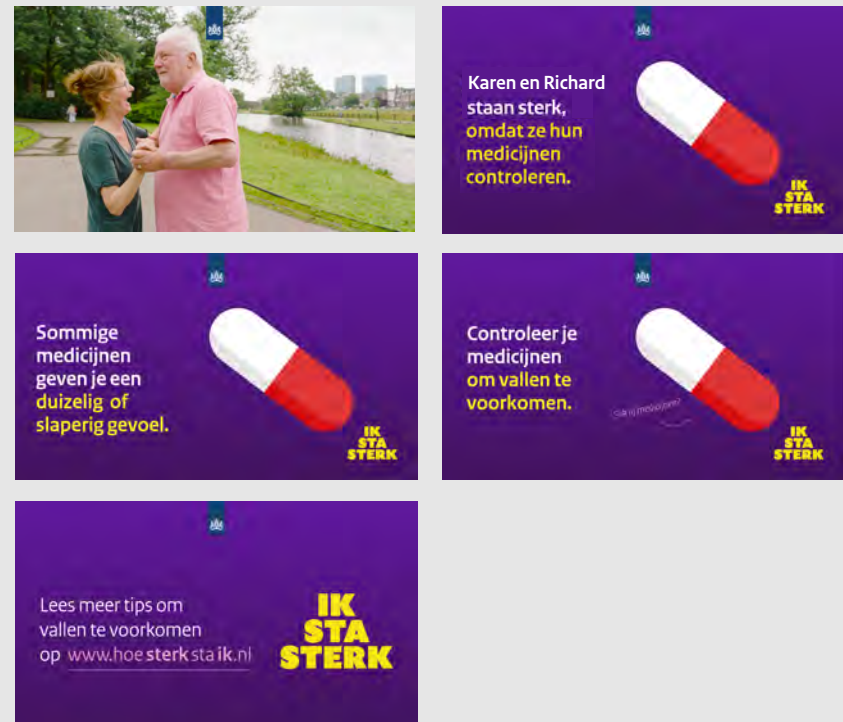 Karen en Richard
staan sterk,
omdat ze hun
medicijnen
controleren.
IK
STA
STERK
Sommige
medicijnen
geven je een
duizelig of
slaperig gevoel.
IK
STA
STERK
Controleer je
medicijnen
om vallen te
voorkomen.
IK
STA
STERK
Lees meer tips om
vallen te voorkomen
op www.hoesterkstaik.nl
IK
STA
STERK